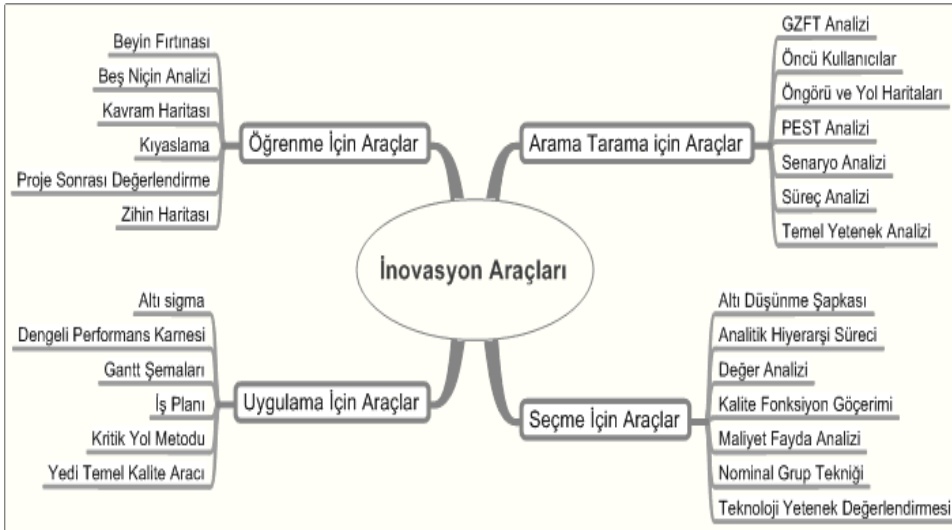 İnovasyon Araçları
Öğrenme İçin Araçlar
Beyin Fırtınası
Beş Niçin Analizi
Kavram Haritası
Kıyaslama
Proje Sonrası Değerlendirme
Zihin Haritası
Arama Tarama için Araçlar
GZFT Analizi
Öncü Kullanıcılar
Öngörü ve Yol Haritaları
PEST Analizi
Senaryo Analizi
Süreç Analizi
Temel Yetenek Analizi
Uygulama İçin Araçlar
Altı sigma
Dengeli Performans Karnesi
Gantt Şemaları
İş Planı
Kritik Yol Metodu
Yedi Temel Kalite Aracı
Seçme İçin Araçlar
Altı Düşünme Şapkası
Analitik Hiyerarşi Süreci
Değer Analizi
Kalite Fonksiyon Göçerimi
Maliyet Fayda Analizi
Nominal Grup Tekniği
Teknoloji Yetenek Değerlendirmesi